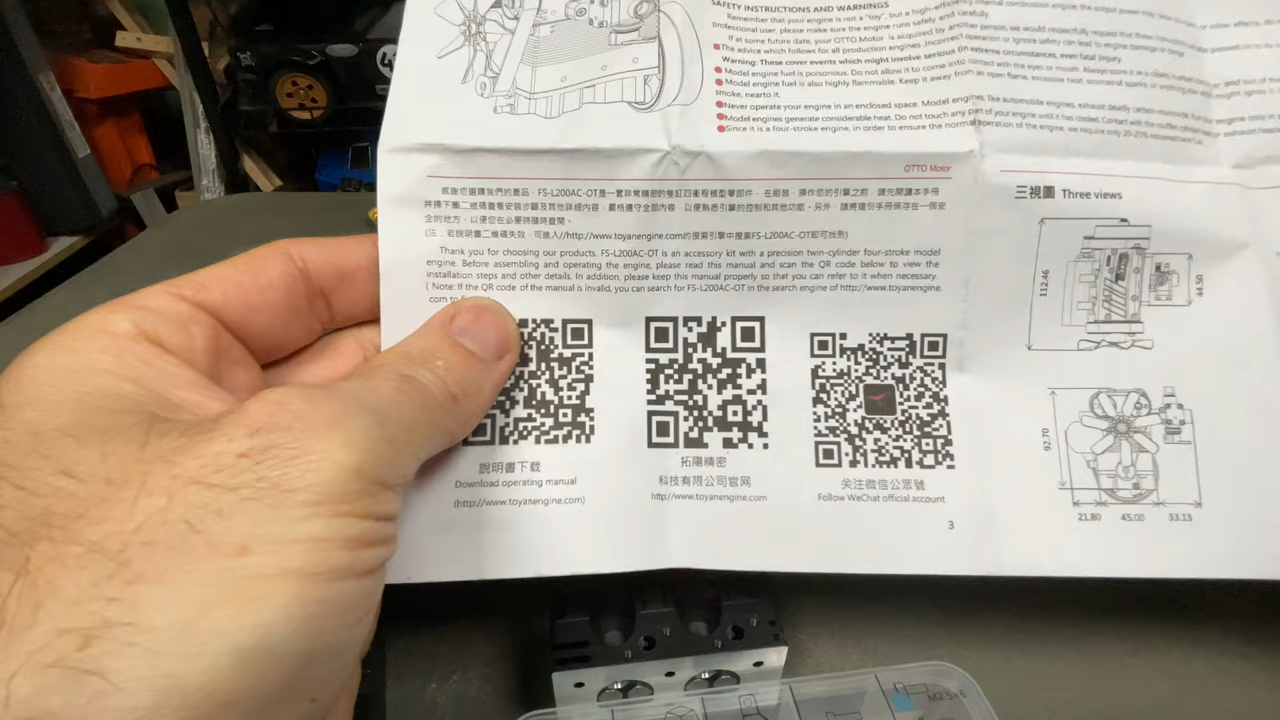 SAFETY INSTRUCTIONS AND WARNINGS
Remember that your engine is not a "toy", but a high-efficiency internal combustion engine, the output power may
professional user, please make sure the engine runs safely and carefully.
If at some future date, your OTTO Motor is acquired by another person, we would respectfully request that these instructions
The advice which follows for all production engines .Incorrect operation or ignore safety can lead to engine damage or
Warning: These cover events which might involve serious (in extreme circumstances, even fatal) injury.
Model engine fuel is poisonous. Do not allow it to come into contact with the eyes or mouth. Always store it in a
Model engine fuel is also highly flammable. Keep it away from an open flame, excessive heat,
smoke, nearto it.
Never operate your engine in an enclosed space. Model engines, like automobile engines, exhaust deadly carbon
Model engines generate considerable heat. Do not touch any part of your engine until it has cooled. Contact with the
Since it is a four-stroke engine, in order to ensure the normal operation of the engine, we require only 20-25%
OTTO Motor
感謝您選購我們的產品，FS-L200AC-OT是一套非常精密的雙缸四衝程模型零部件。在組裝，操作您的引擎之前，請先閱讀本手冊
并掃下面二維碼查看安裝步驟及其他詳細內容，嚴格遵守全部內容，以便熟悉引擎的控制和其他功能。另外，請將這份手冊保存在一個安
全的地方，以便您在必要時隨時查閱。
(注：若說明書二維碼失效，可進入//http://www.toyanengine.com的搜索引擎中搜索FS-L200AC-OT即可找到)
Thank you for choosing our products. FS-L200AC-OT is an accessory kit with a precision twin-cylinder four-stroke model
engine. Before assembling and operating the engine, please read this manual and scan the QR code below to view the
installation steps and other details. In addition, please keep this manual properly so that you can refer to it when necessary.
( Note: If the QR code of the manual is invalid, you can search for FS-L200AC-OT in the search engine of http://www.toyanengine.
com to
說明書下载
Download operating manual
(http://www.toyanengine.com)
拓陽精密
科技有限公司官网
http://www.toyanengine.com
关注微信公眾號
Follow WeChat official account
3
三視圖 Three views
112.46
44.50
92.70
21.80 45.00 33.15
M2.5x6
4